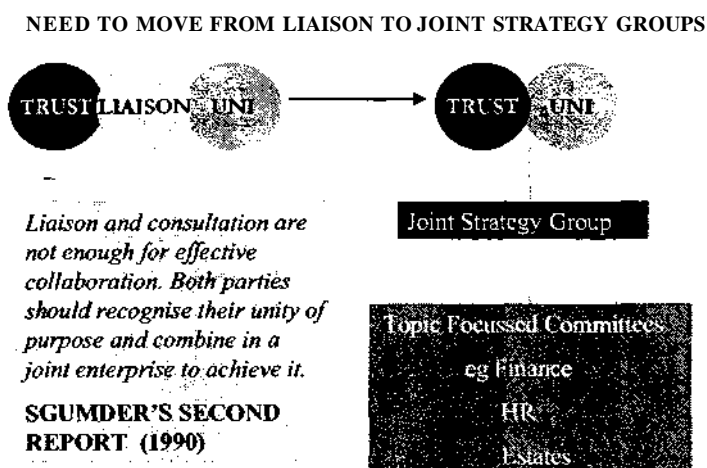 NEED TO MOVE FROM LIAISON TO JOINT STRATEGY GROUPS
TRUST LIAISON UNI
TRUST UNI
Liaison and consultation are
not enough for effective
collaboration. Both parties
should recognise their unity of
purpose and combine in a
joint enterprise to achieve it.
SGUMDER'S SECOND
REPORT (1990)
Joint Strategy Group
Topic Focussed Committees
eg Finance
HR
Estates